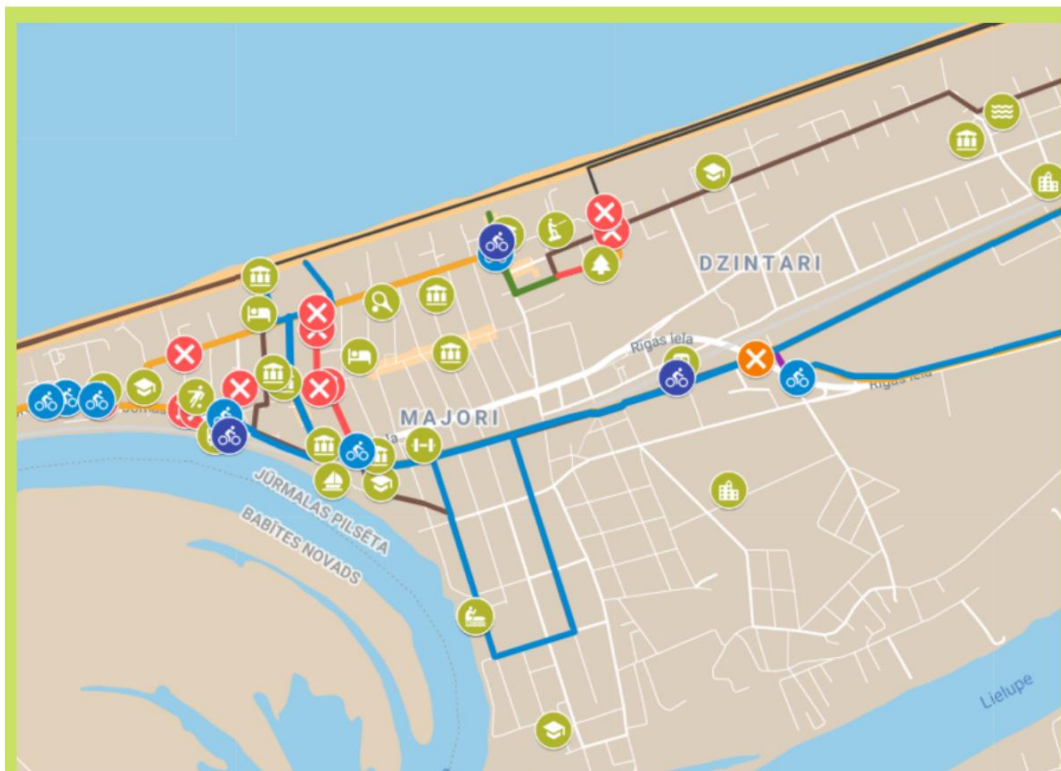 DZINTARI
Rīgas iela
Rīgas iela
MAJORI
JŪRMALAS PILSĒTA
BABĪTES NOVADS
Lielupe